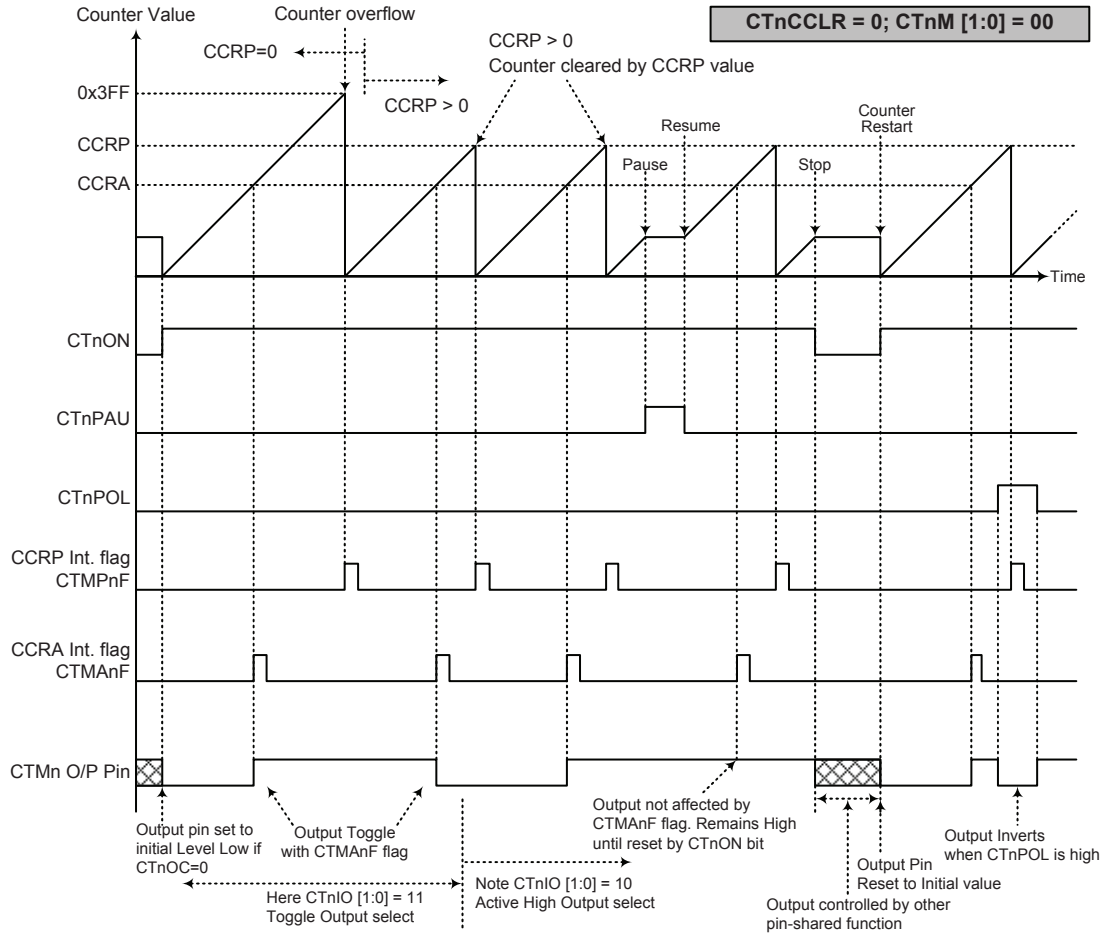 Counter Value
Counter overflow
CTnCCLR = 0; CTnM [1:0] = 00
CCRP=0
CCRP > 0
CCRP > 0
Counter cleared by CCRP value
0x3FF
CCRP
CCRA
Pause
Resume
Stop
Counter
Restart
Time
CTnON
CTnPAU
CTnPOL
CCRP Int. flag
CTMPnF
CCRA Int. flag
CTMAnF
CTMn O/P Pin
Output pin set to
initial Level Low if
CTnOC=0
Output Toggle
with CTMAnF flag
Here CTnIO [1:0] = 11
Toggle Output select
Note CTnIO [1:0] = 10
Active High Output select
Output not affected by
CTMAnF flag. Remains High
until reset by CTnON bit
Output Pin
Reset to Initial value
Output controlled by other
pin-shared function
Output Inverts
when CTnPOL is high